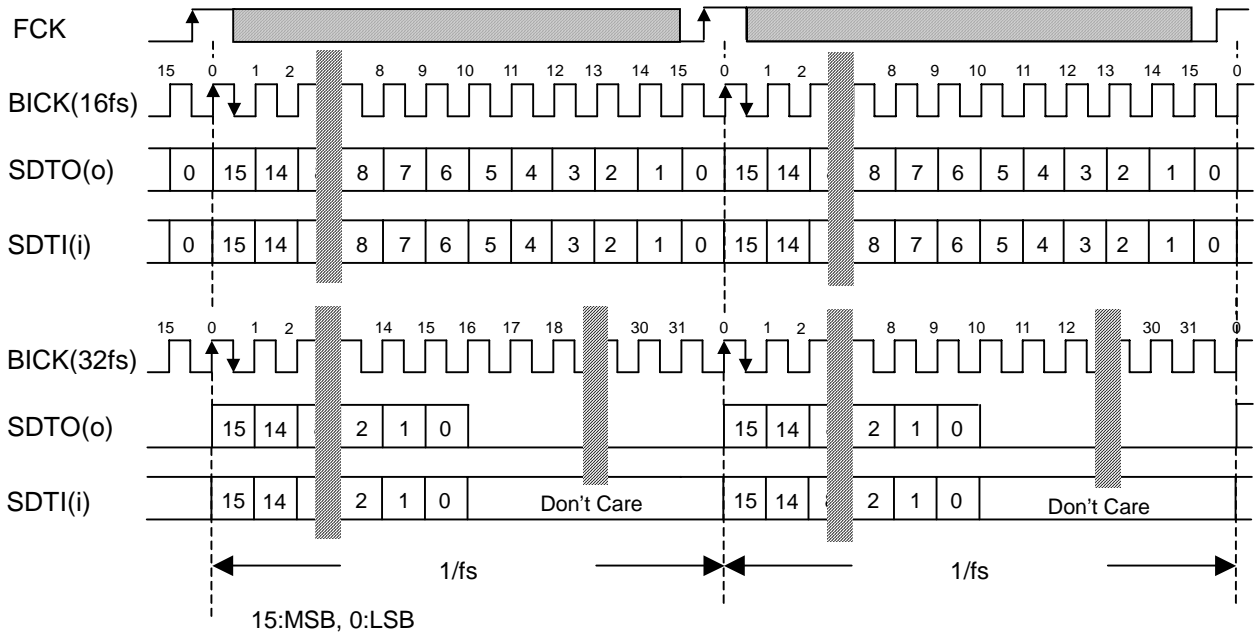 FCK
15 0 1 2 8 9 10 11 12 13 14 15 0 1 2 8 9 10 11 12 13 14 15 0
BICK(16fs)
SDTO(o) 0 15 14 8 7 6 5 4 3 2 1 0 15 14 8 7 6 5 4 3 2 1 0
SDTI(i) 0 15 14 8 7 6 5 4 3 2 1 0 15 14 8 7 6 5 4 3 2 1 0
15 0 1 2 14 15 16 17 18 30 31 0 1 2 8 9 10 11 12 30 31 0
BICK(32fs)
SDTO(o) 15 14 2 1 0 15 14 2 1 0
SDTI(i) 15 14 2 1 0 Don't Care 15 14 2 1 0 Don't Care
1/fs 1/fs
15:MSB, 0:LSB